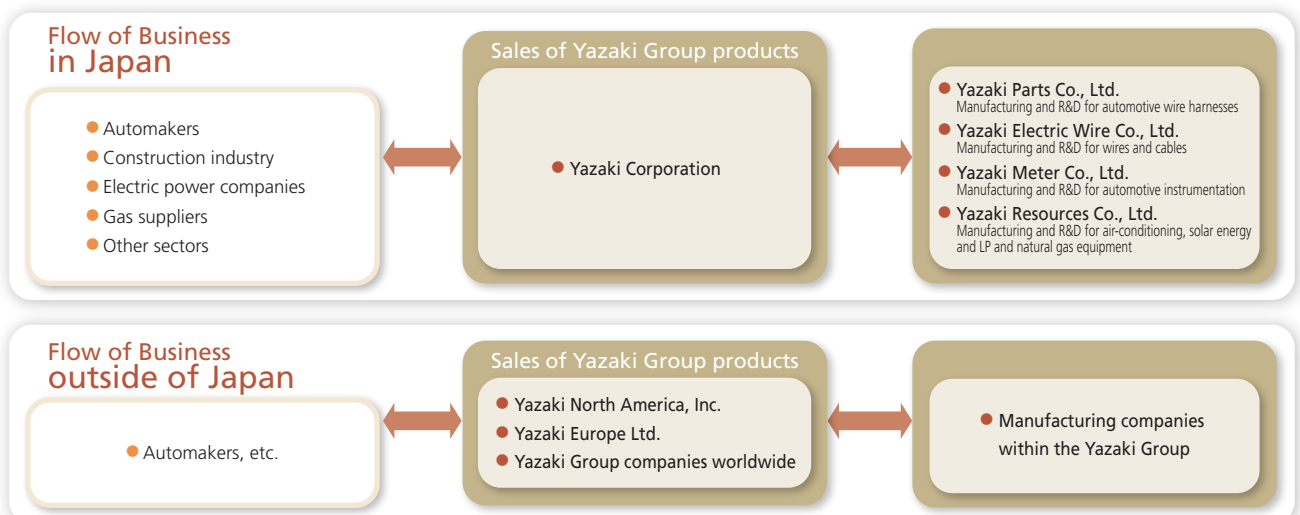 Flow of Business
in Japan
Automakers
Construction industry
Electric power companies
Gas suppliers
Other sectors
Sales of Yazaki Group products
Yazaki Corporation
Yazaki Parts Co., Ltd.
Manufacturing and R&D for automotive wire harnesses
Yazaki Electric Wire Co., Ltd.
Manufacturing and R&D for wires and cables
Yazaki Meter Co., Ltd.
Manufacturing and R&D for automotive instrumentation
Yazaki Resources Co., Ltd.
Manufacturing and R&D for air-conditioning, solar energy
and LP and natural gas equipment
Flow of Business
outside of Japan
Automakers, etc.
Sales of Yazaki Group products
Yazaki North America, Inc.
Yazaki Europe Ltd.
Yazaki Group companies worldwide
Manufacturing companies
within the Yazaki Group